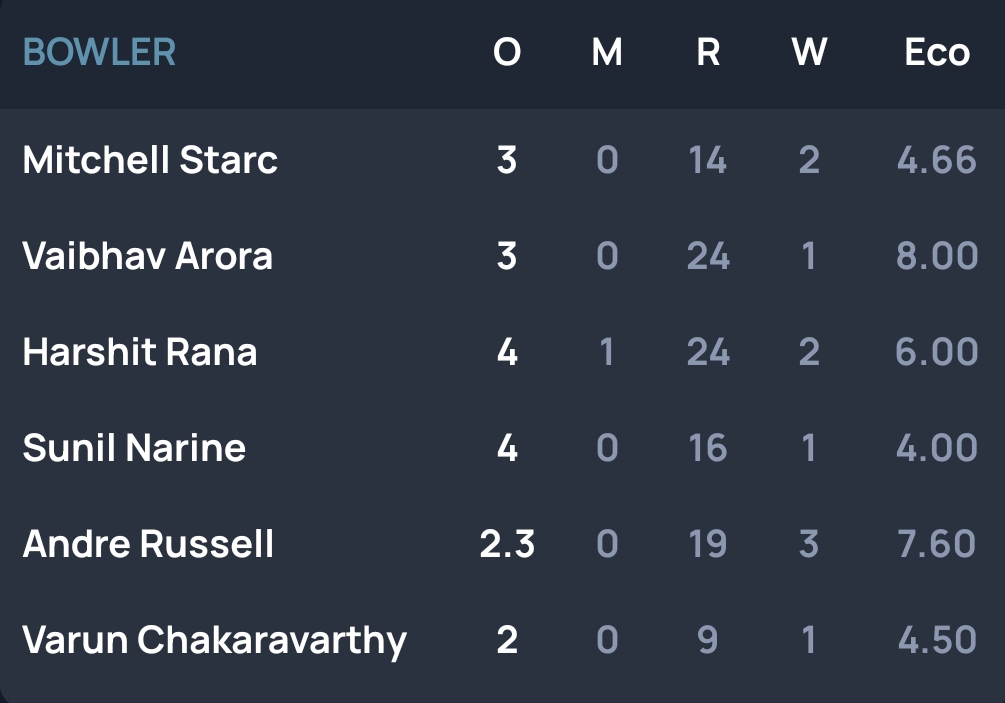 BOWLER O M R W Eco
Mitchell Starc 3 0 14 2 4.66
Vaibhav Arora 3 0 24 1 8.00
Harshit Rana 4 1 24 2 6.00
Sunil Narine 4 0 16 1 4.00
Andre Russell 2.3 0 19 3 7.60
Varun Chakaravarthy 2 0 9 1 4.50